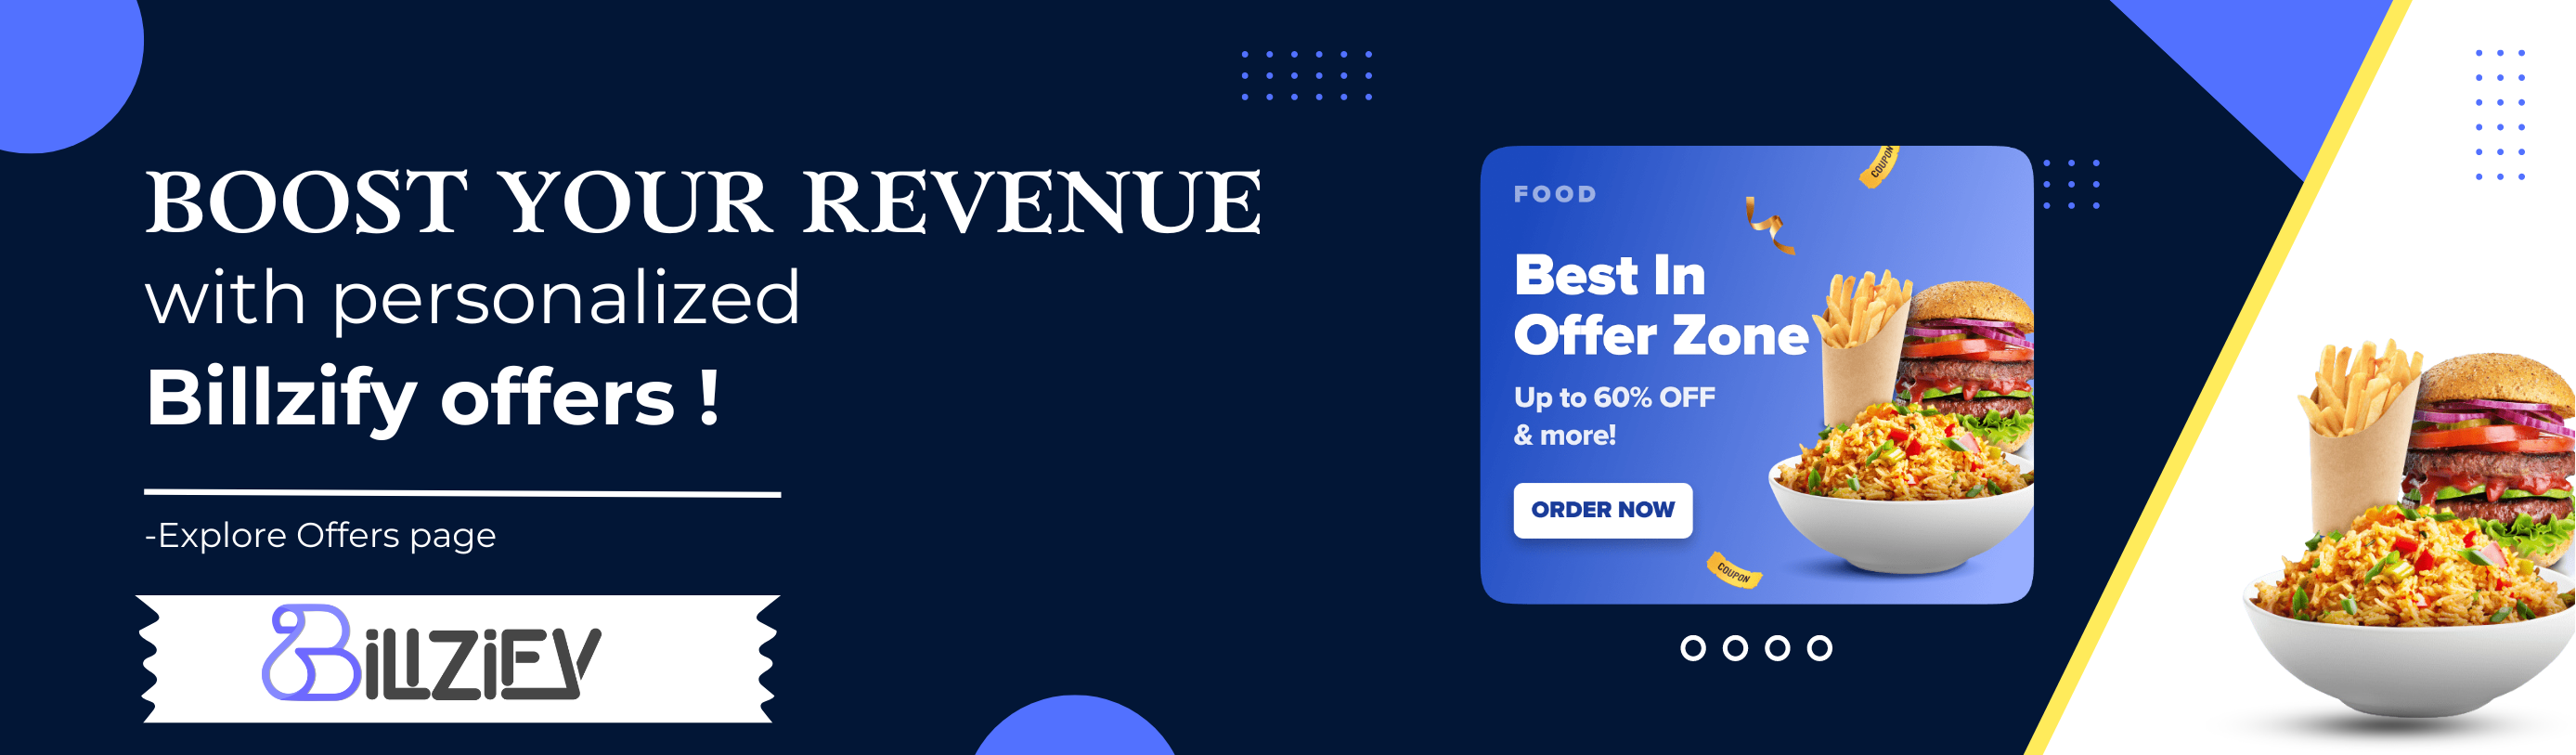 BOOST YOUR REVENUE
with personalized
Billzify offers !
-Explore Offers page
BillZiFY
FOOD
Best In
Offer Zone
Up to 60% OFF
& more!
ORDER NOW
COUPON
COUPON